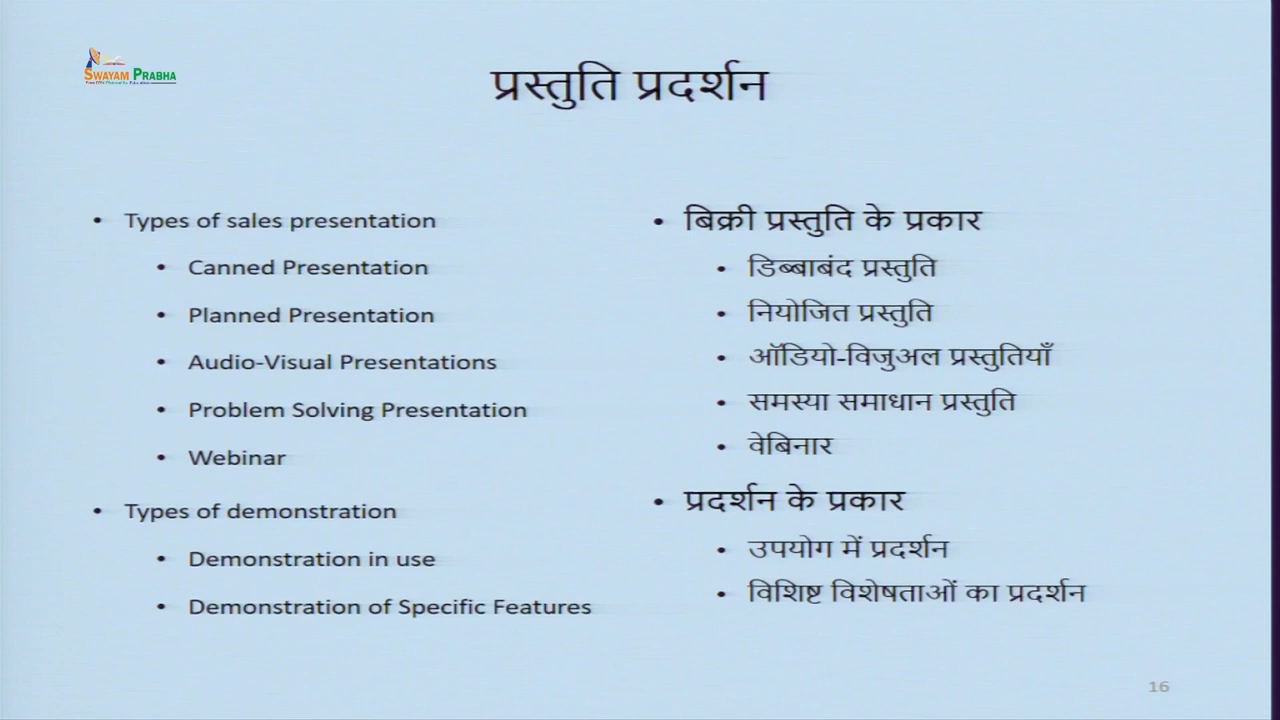 SWAYAM PRABHA
प्रस्तुति प्रदर्शन
• Types of sales presentation
• Canned Presentation
• Planned Presentation
• Audio-Visual Presentations
• Problem Solving Presentation
• Webinar
• Types of demonstration
• Demonstration in use
• Demonstration of Specific Features
• बिक्री प्रस्तुति के प्रकार
• डिब्बाबंद प्रस्तुति
• नियोजित प्रस्तुति
• ऑडियो-विजुअल प्रस्तुतियाँ
• समस्या समाधान प्रस्तुति
• वेबिनार
• प्रदर्शन के प्रकार
• उपयोग में प्रदर्शन
• विशिष्ट विशेषताओं का प्रदर्शन
16